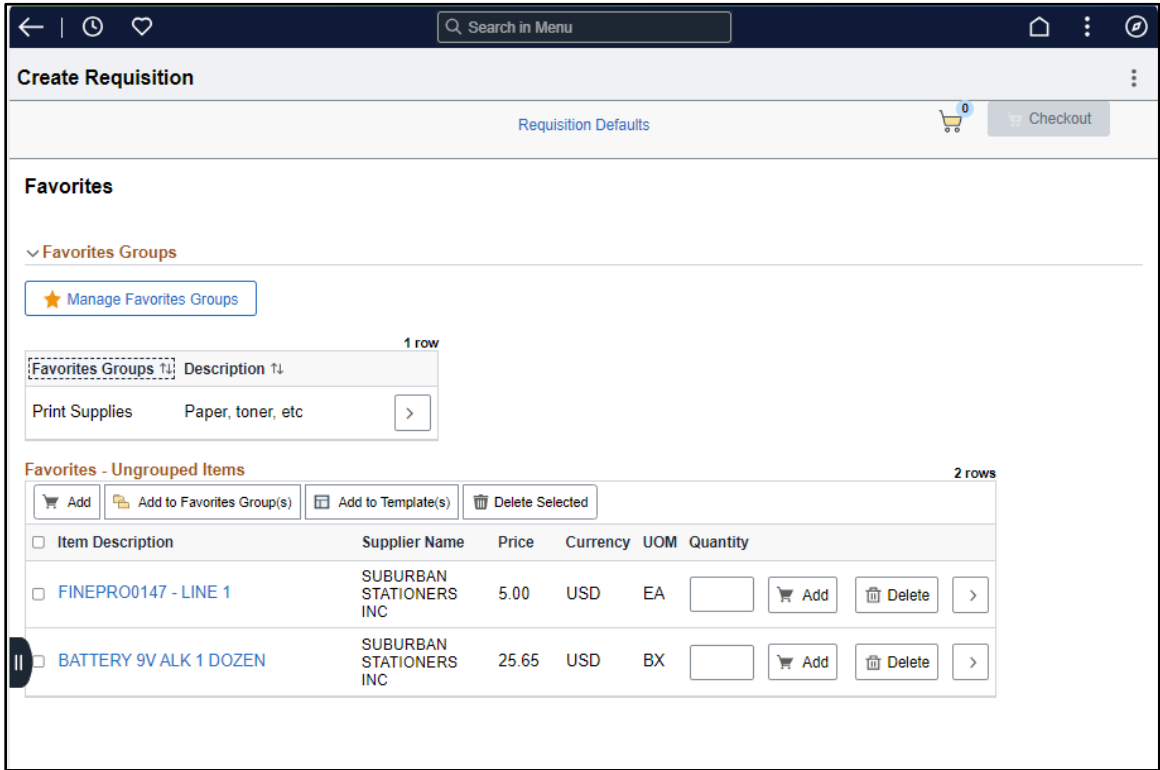 Search in Menu
Create Requisition
Requisition Defaults
0
Checkout
Favorites
Favorites Groups
Manage Favorites Groups
1 row
Favorites Groups Description
Print Supplies Paper, toner, etc
Favorites - Ungrouped Items
2 rows
Add Add to Favorites Group(s) Add to Template(s) Delete Selected
Item Description Supplier Name Price Currency UOM Quantity
FINEPRO0147 - LINE 1 SUBURBAN STATIONERS INC 5.00 USD EA Add Delete
BATTERY 9V ALK 1 DOZEN SUBURBAN STATIONERS INC 25.65 USD BX Add Delete